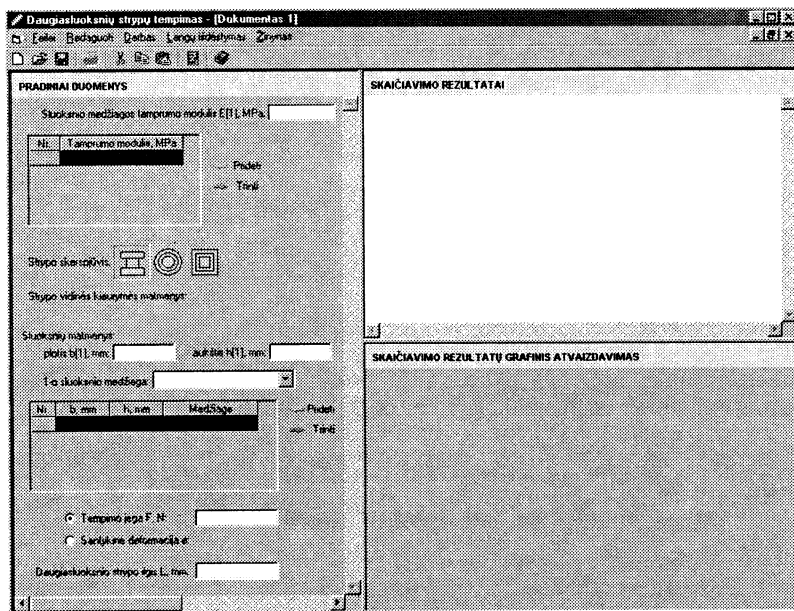 Daugiasluoksnių strypų tempimas - [Dokumentas 1]
Failai Redaguoti Darbas Langų išdėstymas Žinynas
PRADINIAI DUOMENYS
Sluoksnio medžiagos tamprumo modulis E[1], MPa:
Nr. Tamprumo modulis, MPa
Pridėti
Trinti
Strypo skerspjūvis:
Strypo vidinės kiaurymės matmenys:
Sluoksnių matmenys:
plotis b[1], mm: aukštis h[1], mm:
1-o sluoksnio medžiaga:
Nr. b, mm h, mm Medžiaga
Pridėti
Trinti
Tempimo jėga F, N:
Santykinė deformacija e:
Daugiasluoksnio strypo ilgis L, mm:
SKAIČIAVIMO REZULTATAI
SKAIČIAVIMO REZULTATŲ GRAFINIS ATVAIZDAVIMAS